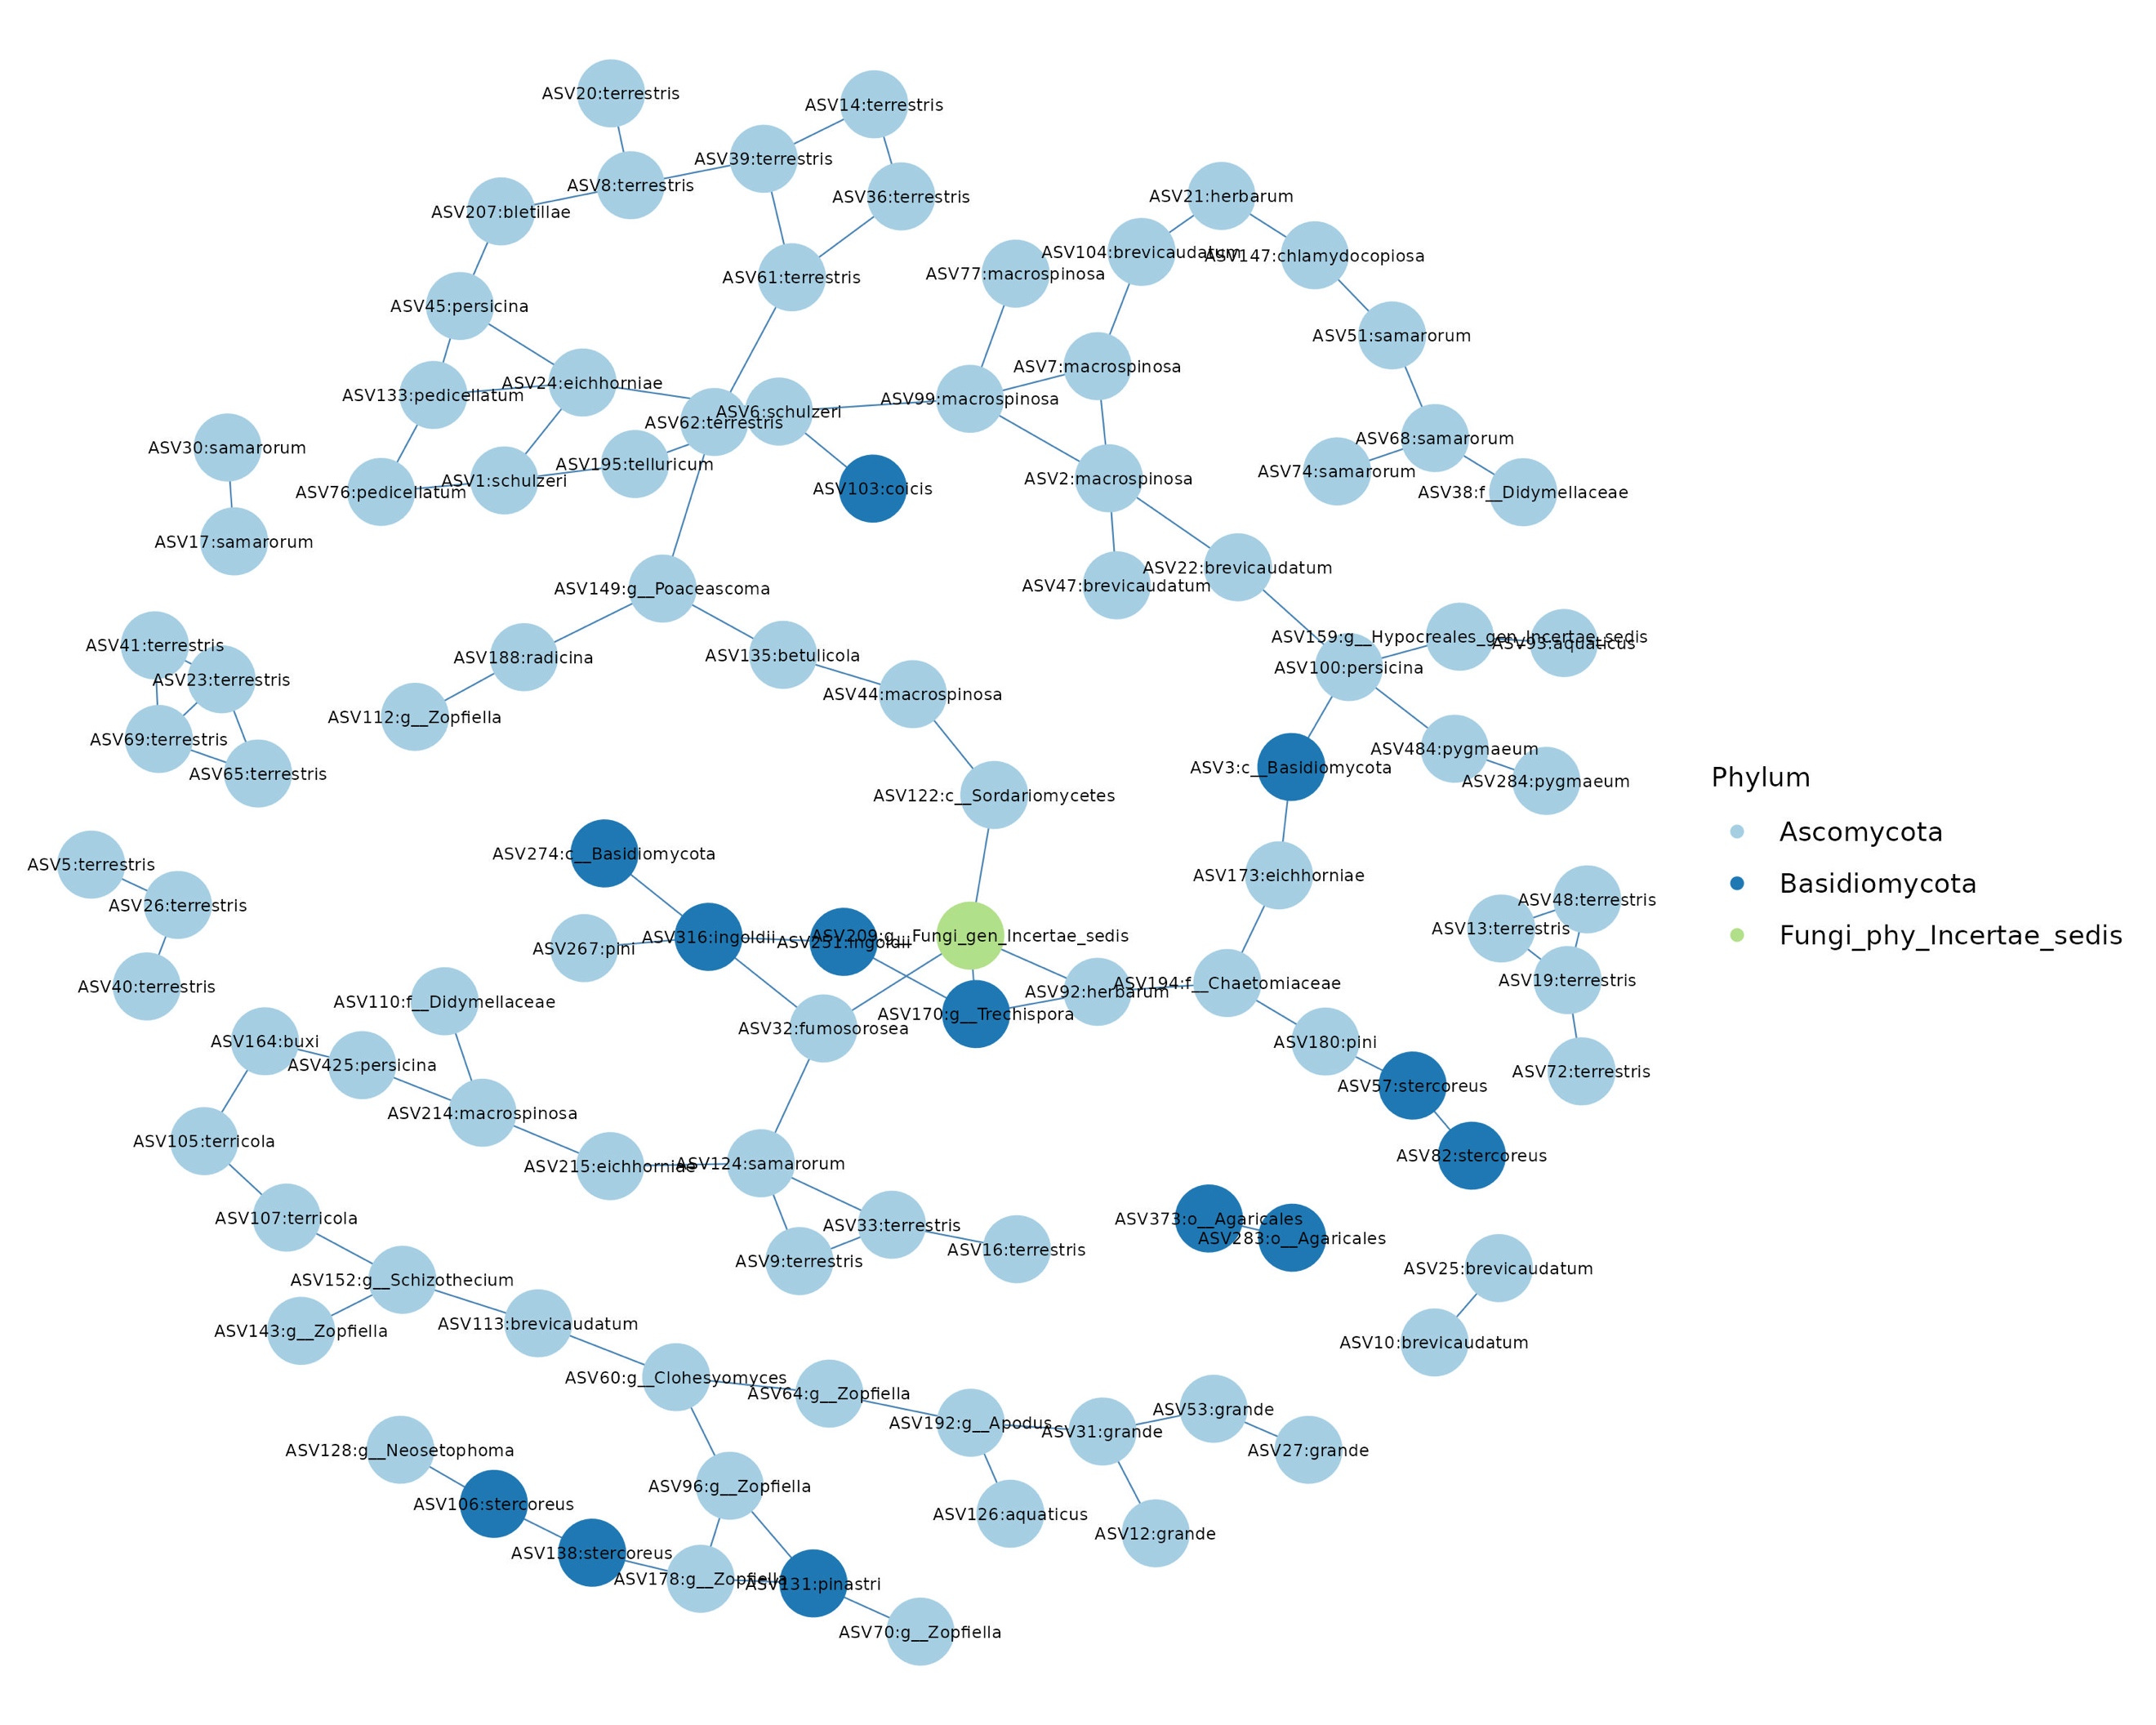 ASV20:terrestris
ASV14:terrestris
ASV39:terrestris
ASV8:terrestris
ASV36:terrestris
ASV21:herbarum
ASV207:bletillae
ASV104:brevicaudatum
ASV147:chlamydocopiosa
ASV77:macrospinosa
ASV61:terrestris
ASV45:persicina
ASV51:samarorum
ASV7:macrospinosa
ASV24:eichhorniae
ASV133:pedicellatum
ASV99:macrospinosa
ASV6:schulzeri
ASV62:terrestris
ASV68:samarorum
ASV30:samarorum
ASV195:telluricum
ASV74:samarorum
ASV2:macrospinosa
ASV1:schulzeri
ASV103:coicis
ASV76:pedicellatum
ASV38:f__Didymellaceae
ASV17:samarorum
ASV22:brevicaudatum
ASV47:brevicaudatum
ASV149:g__Poaceascoma
ASV159:g__Hypocreales_gen_Incertae_sedis
ASV93:aquaticus
ASV41:terrestris
ASV188:radicina
ASV135:betulicola
ASV100:persicina
ASV23:terrestris
ASV44:macrospinosa
ASV112:g__Zopfiella
ASV69:terrestris
ASV484:pygmaeum
ASV3:c__Basidiomycota
ASV65:terrestris
ASV284:pygmaeum
Phylum
ASV122:c__Sordariomycetes
Ascomycota
ASV274:c__Basidiomycota
ASV5:terrestris
ASV173:eichhorniae
Basidiomycota
ASV48:terrestris
ASV26:terrestris
ASV13:terrestris
ASV316:ingoldii
ASV209:g__Fungi_gen_Incertae_sedis
Fungi_phy_Incertae_sedis
ASV251:ingoldii
ASV267:pini
ASV19:terrestris
ASV194:f__Chaetomiaceae
ASV40:terrestris
ASV92:herbarum
ASV110:f__Didymellaceae
ASV170:g__Trechispora
ASV32:fumosorosea
ASV164:buxi
ASV180:pini
ASV425:persicina
ASV72:terrestris
ASV57:stercoreus
ASV214:macrospinosa
ASV105:terricola
ASV82:stercoreus
ASV215:eichhorniae
ASV124:samarorum
ASV107:terricola
ASV373:o__Agaricales
ASV33:terrestris
ASV283:o__Agaricales
ASV16:terrestris
ASV9:terrestris
ASV25:brevicaudatum
ASV152:g__Schizothecium
ASV113:brevicaudatum
ASV143:g__Zopfiella
ASV10:brevicaudatum
ASV60:g__Clohesyomyces
ASV64:g__Zopfiella
ASV53:grande
ASV192:g__Apodus
ASV31:grande
ASV128:g__Neosetophoma
ASV27:grande
ASV96:g__Zopfiella
ASV106:stercoreus
ASV126:aquaticus
ASV12:grande
ASV138:stercoreus
ASV178:g__Zopfiella
ASV131:pinastri
ASV70:g__Zopfiella